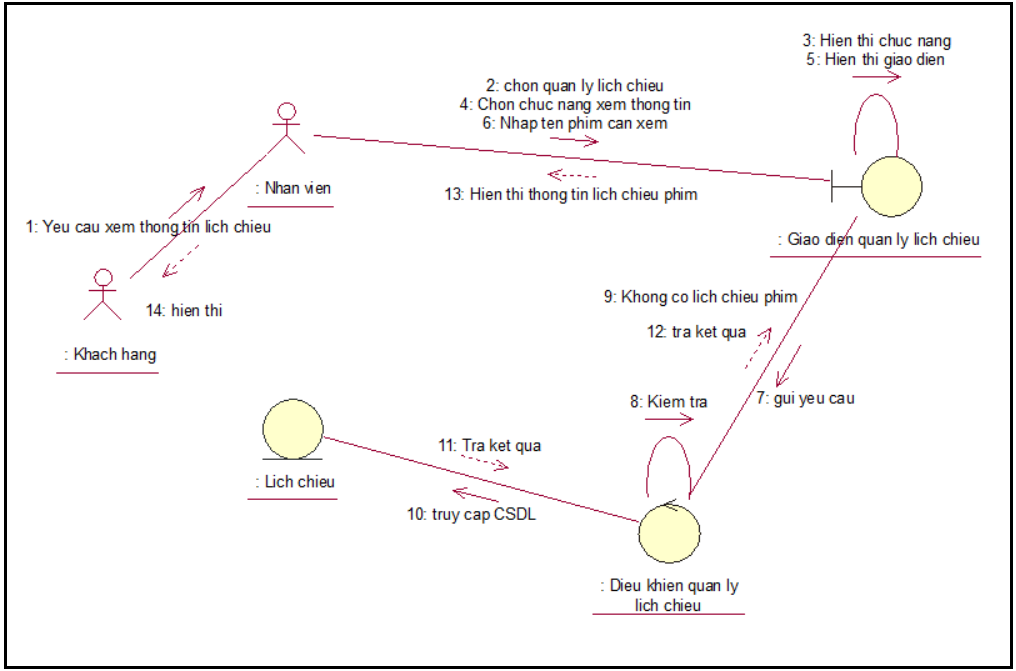 3: Hien thi chuc nang
5: Hien thi giao dien
2: chon quan ly lich chieu
4: Chon chuc nang xem thong tin
6: Nhap ten phim can xem
: Nhan vien
13: Hien thi thong tin lich chieu phim
1: Yeu cau xem thong tin lich chieu
: Giao dien quan ly lich chieu
14: hien thi
9: Khong co lich chieu phim
12: tra ket qua
: Khach hang
8: Kiem tra
7: gui yeu cau
11: Tra ket qua
: Lich chieu
10: truy cap CSDL
: Dieu khien quan ly
lich chieu